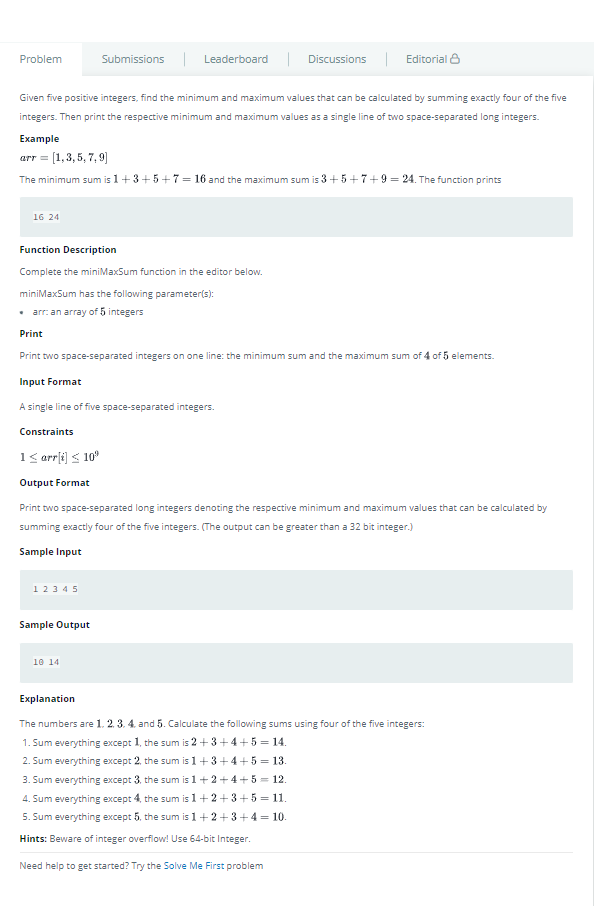 Problem Submissions Leaderboard Discussions Editorial
Given five positive integers, find the minimum and maximum values that can be calculated by summing exactly four of the five
integers. Then print the respective minimum and maximum values as a single line of two space-separated long integers.
Example
arr = [1, 3, 5, 7, 9]
The minimum sum is 1 + 3 + 5 + 7 = 16 and the maximum sum is 3 + 5 + 7 + 9 = 24. The function prints
16 24
Function Description
Complete the miniMaxSum function in the editor below.
miniMaxSum has the following parameter(s):
• arr: an array of 5 integers
Print
Print two space-separated integers on one line: the minimum sum and the maximum sum of 4 of 5 elements.
Input Format
A single line of five space-separated integers.
Constraints
1 ≤ arr[i] ≤ 10⁹
Output Format
Print two space-separated long integers denoting the respective minimum and maximum values that can be calculated by
summing exactly four of the five integers. (The output can be greater than a 32 bit integer.)
Sample Input
1 2 3 4 5
Sample Output
10 14
Explanation
The numbers are 1, 2, 3, 4, and 5. Calculate the following sums using four of the five integers:
1. Sum everything except 1, the sum is 2 + 3 + 4 + 5 = 14.
2. Sum everything except 2, the sum is 1 + 3 + 4 + 5 = 13.
3. Sum everything except 3, the sum is 1 + 2 + 4 + 5 = 12.
4. Sum everything except 4, the sum is 1 + 2 + 3 + 5 = 11.
5. Sum everything except 5, the sum is 1 + 2 + 3 + 4 = 10.
Hints: Beware of integer overflow! Use 64-bit Integer.
Need help to get started? Try the Solve Me First problem